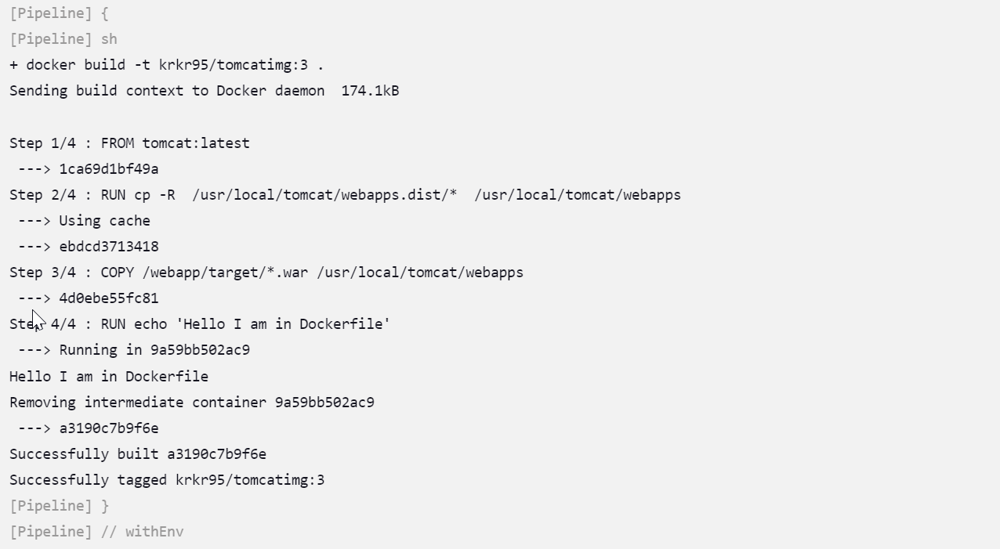 [Pipeline] {
[Pipeline] sh
+ docker build -t krkr95/tomcatimg:3 .
Sending build context to Docker daemon  174.1kB
Step 1/4 : FROM tomcat:latest
 ---> 1ca69d1bf49a
Step 2/4 : RUN cp -R  /usr/local/tomcat/webapps.dist/*  /usr/local/tomcat/webapps
 ---> Using cache
 ---> ebdcd3713418
Step 3/4 : COPY /webapp/target/*.war /usr/local/tomcat/webapps
 ---> 4d0ebe55fc81
Step 4/4 : RUN echo 'Hello I am in Dockerfile'
 ---> Running in 9a59bb502ac9
Hello I am in Dockerfile
Removing intermediate container 9a59bb502ac9
 ---> a3190c7b9f6e
Successfully built a3190c7b9f6e
Successfully tagged krkr95/tomcatimg:3
[Pipeline] }
[Pipeline] // withEnv